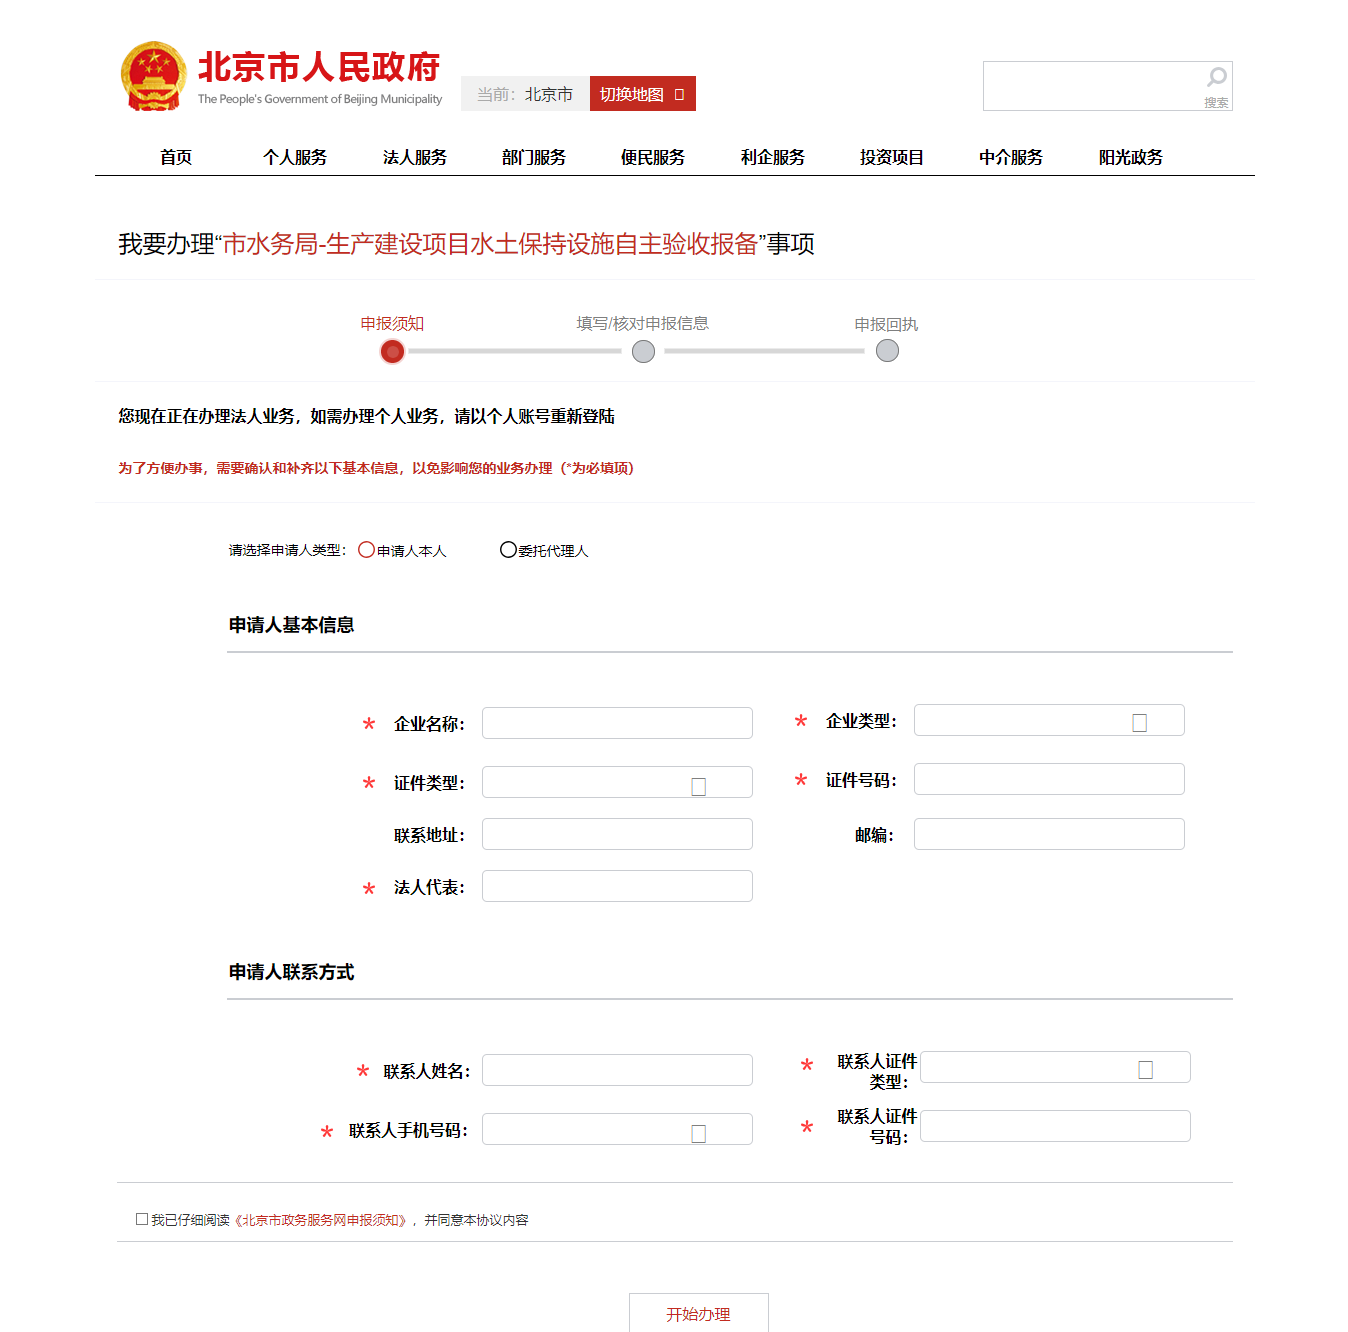 北京市人民政府
The People's Government of Beijing Municipality
当前：北京市
切换地图
搜索
首页 个人服务 法人服务 部门服务 便民服务 利企服务 投资项目 中介服务 阳光政务
我要办理“市水务局-生产建设项目水土保持设施自主验收报备”事项
申报须知 填写/核对申报信息 申报回执
您现在正在办理法人业务，如需办理个人业务，请以个人账号重新登陆
为了方便办事，需要确认和补齐以下基本信息，以免影响您的业务办理（*为必填项）
请选择申请人类型： 申请人本人 委托代理人
申请人基本信息
* 企业名称： * 企业类型：
* 证件类型： * 证件号码：
联系地址： 邮编：
* 法人代表：
申请人联系方式
* 联系人姓名： * 联系人证件
类型：
* 联系人手机号码： * 联系人证件
号码：
我已仔细阅读《北京市政务服务网申报须知》，并同意本协议内容
开始办理